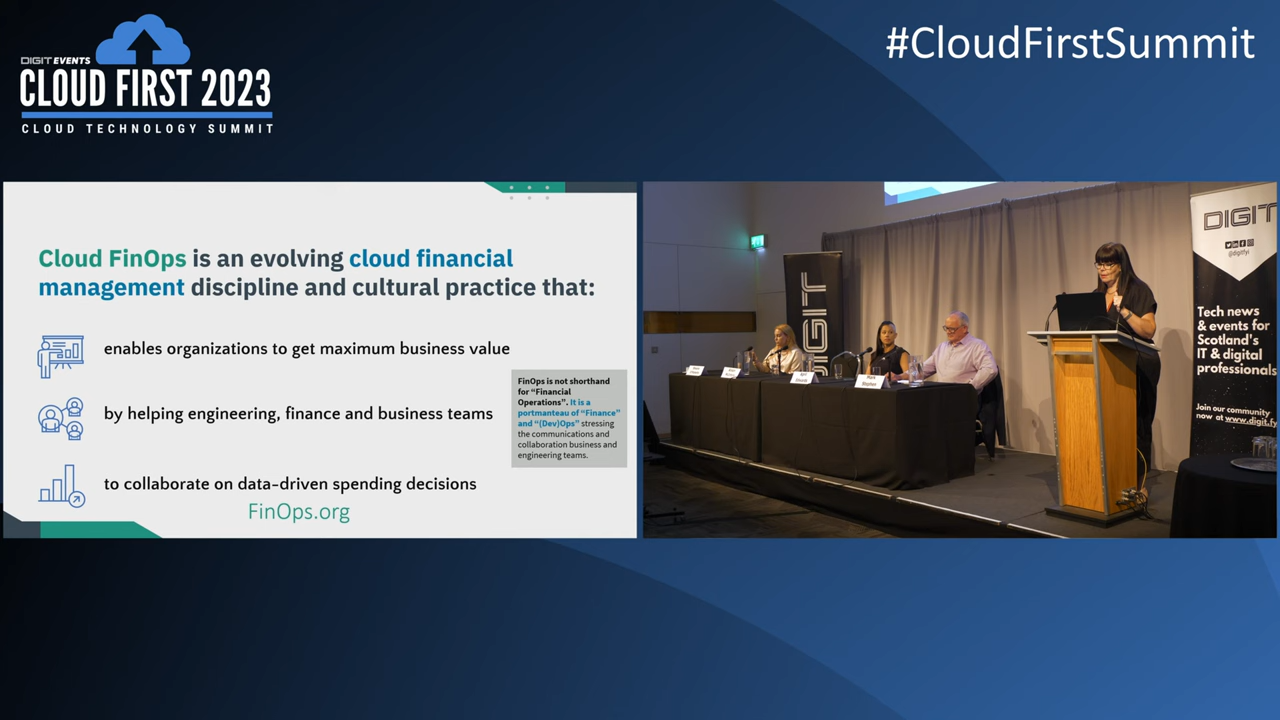 DIGIT EVENTS
CLOUD FIRST 2023
CLOUD TECHNOLOGY SUMMIT
#CloudFirstSummit
Cloud FinOps is an evolving cloud financial
management discipline and cultural practice that:
enables organizations to get maximum business value
by helping engineering, finance and business teams
to collaborate on data-driven spending decisions
FinOps.org
FinOps is not shorthand
for “Financial
Operations”. It is a
portmanteau of “Finance”
and “(Dev)Ops” stressing
the communications and
collaboration business and
engineering teams.
DIGIT
Mark
Stephen
DIGIT
@digitfyi
Tech news
& events for
Scotland's
IT & digital
professionals
Join our community
now at www.digit.fy